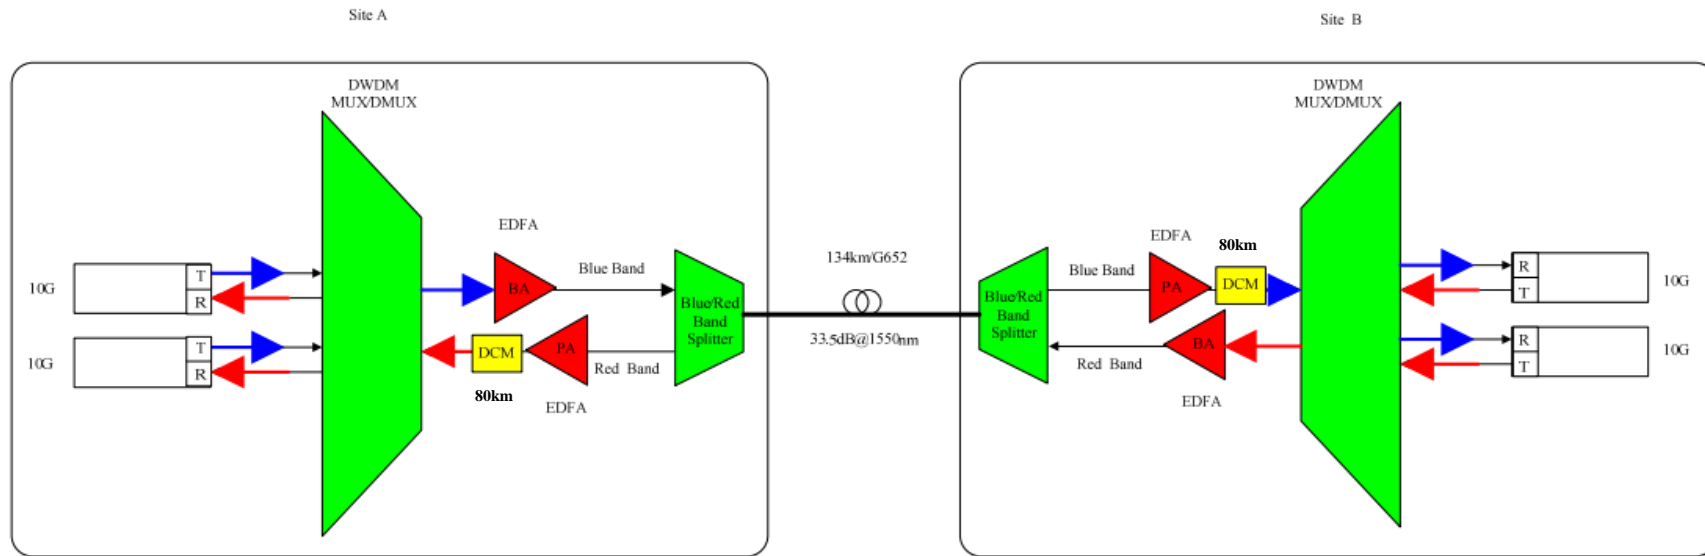 Site A
Site B
DWDM
MUX/DMUX
DWDM
MUX/DMUX
EDFA
BA
Blue Band
Blue/Red
Band
Splitter
134km/G652
33.5dB@1550nm
Blue/Red
Band
Splitter
Blue Band
EDFA
PA
80km
DCM
10G
T
R
10G
T
R
DCM
80km
PA
EDFA
Red Band
Red Band
BA
EDFA
R
T
10G
R
T
10G